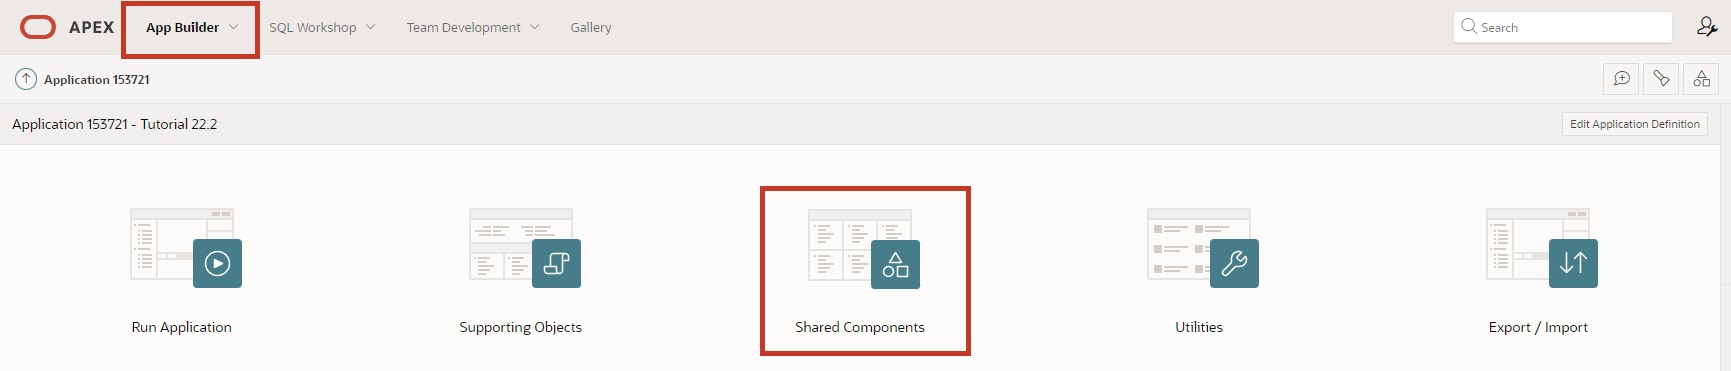 APEX App Builder SQL Workshop Team Development Gallery Search
Application 153721
Application 153721 - Tutorial 22.2 Edit Application Definition
Run Application Supporting Objects Shared Components Utilities Export / Import